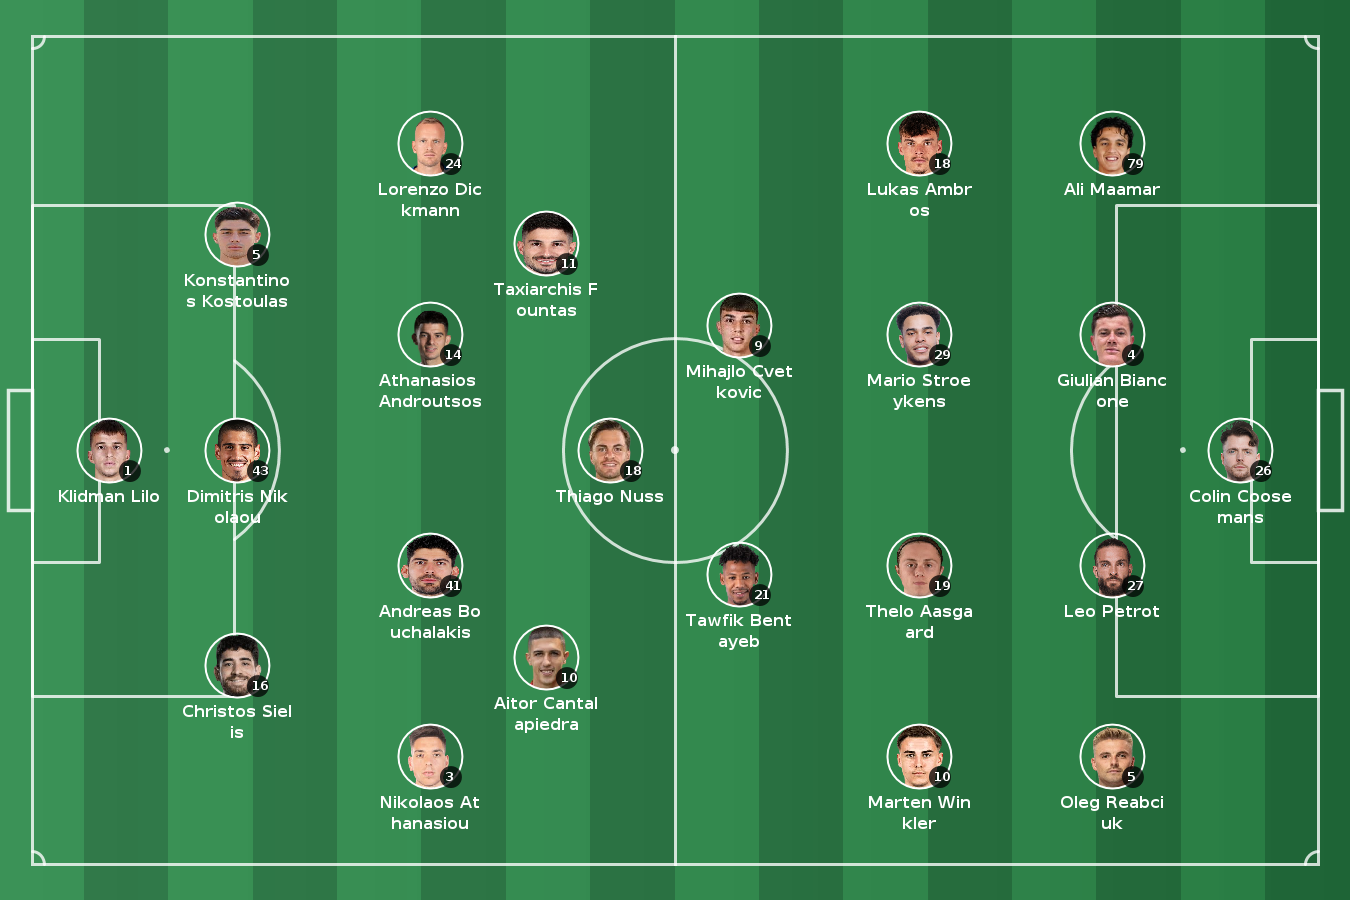 24
Lorenzo Dic
kmann
18
Lukas Ambr
os
79
Ali Maamar
5
Konstantino
s Kostoulas
11
Taxiarchis F
ountas
14
Athanasios
Androutsos
9
Mihajlo Cvet
kovic
29
Mario Stroe
ykens
4
Giulian Bianc
one
1
Klidman Lilo
43
Dimitris Nik
olaou
18
Thiago Nuss
26
Colin Coose
mans
41
Andreas Bo
uchalakis
21
Tawfik Bent
ayeb
19
Thelo Aasga
ard
27
Leo Petrot
16
Christos Siel
is
10
Aitor Cantal
apiedra
3
Nikolaos At
hanasiou
10
Marten Win
kler
5
Oleg Reabci
uk